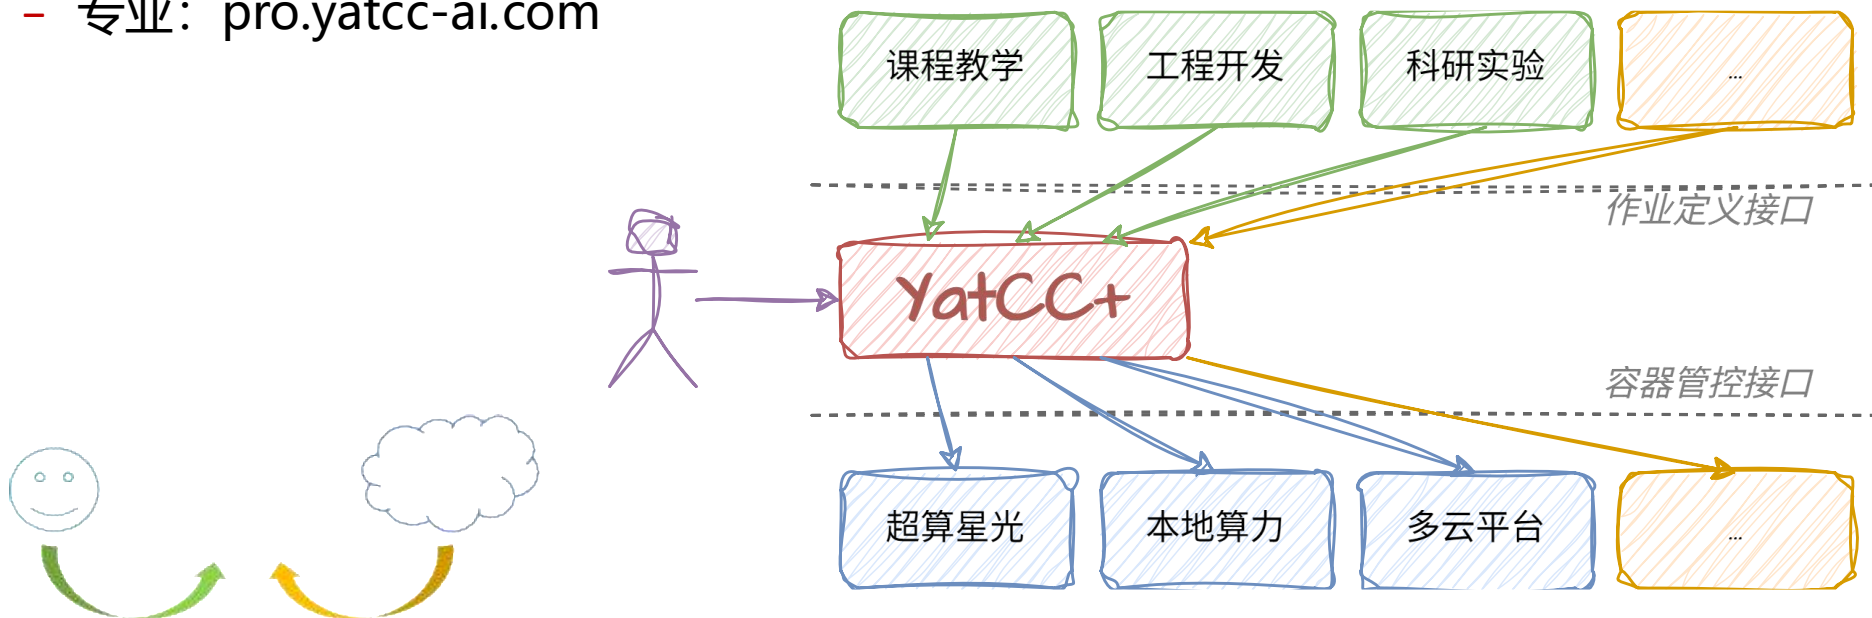 - 专业：pro.yatcc-ai.com
课程教学
工程开发
科研实验
...
作业定义接口
YatCC+
容器管控接口
超算星光
本地算力
多云平台
...